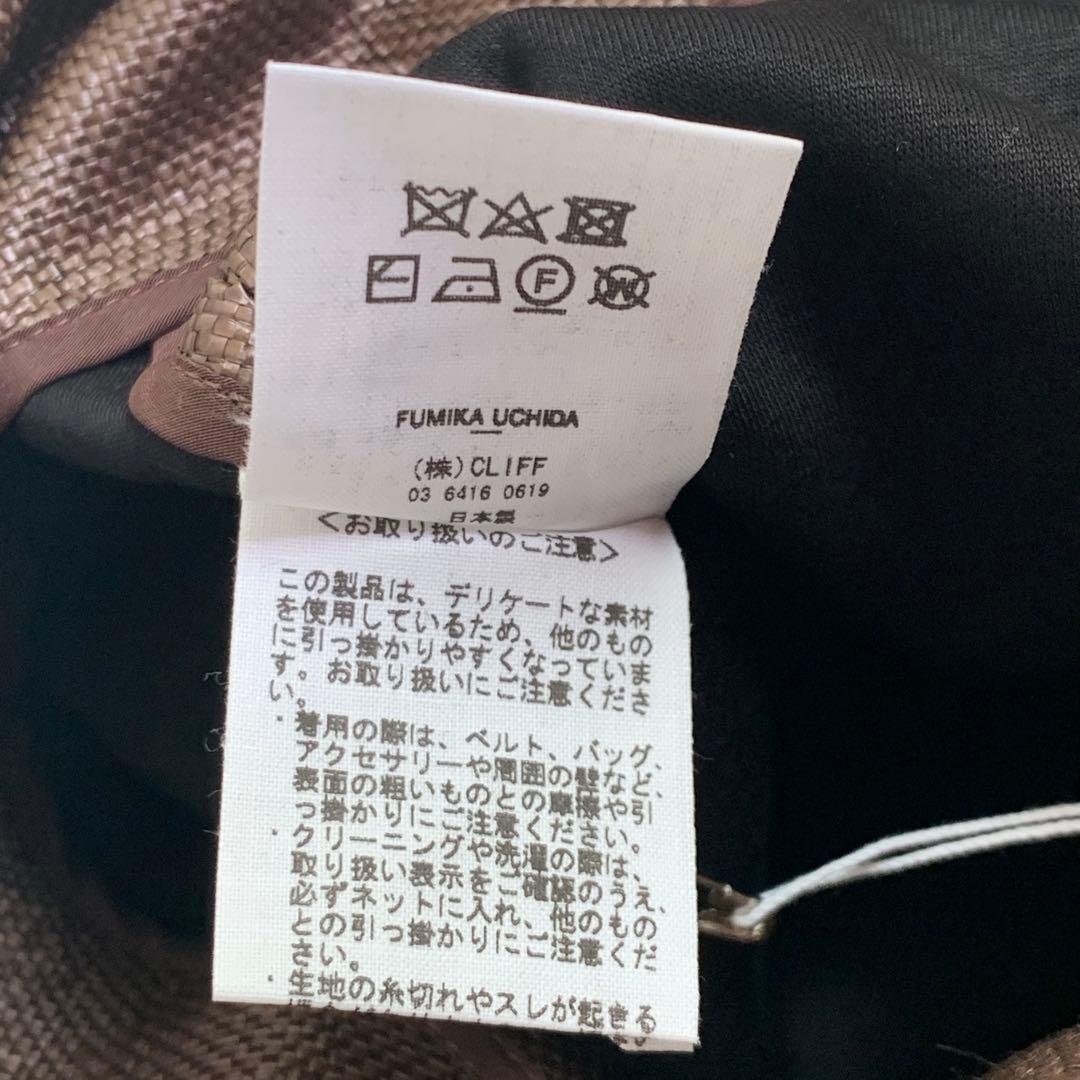 F
W
FUMIKA UCHIDA
(株)CLIFF
03 6416 0619
日本製
<お取り扱いのご注意>
この製品は、デリケートな素材
を使用しているため、他のもの
に引っ掛かりやすくなっていま
す。お取り扱いにご注意くださ
い。
・着用の際は、ベルト、バッグ、
アクセサリーや周囲の壁など、
表面の粗いものとの摩擦や引
っ掛かりにご注意ください。
・クリーニングや洗濯の際は、
取り扱い表示をご確認のうえ、
必ずネットに入れ、他のもの
との引っ掛かりにご注意くだ
さい。
・生地の糸切れやスレが起きる